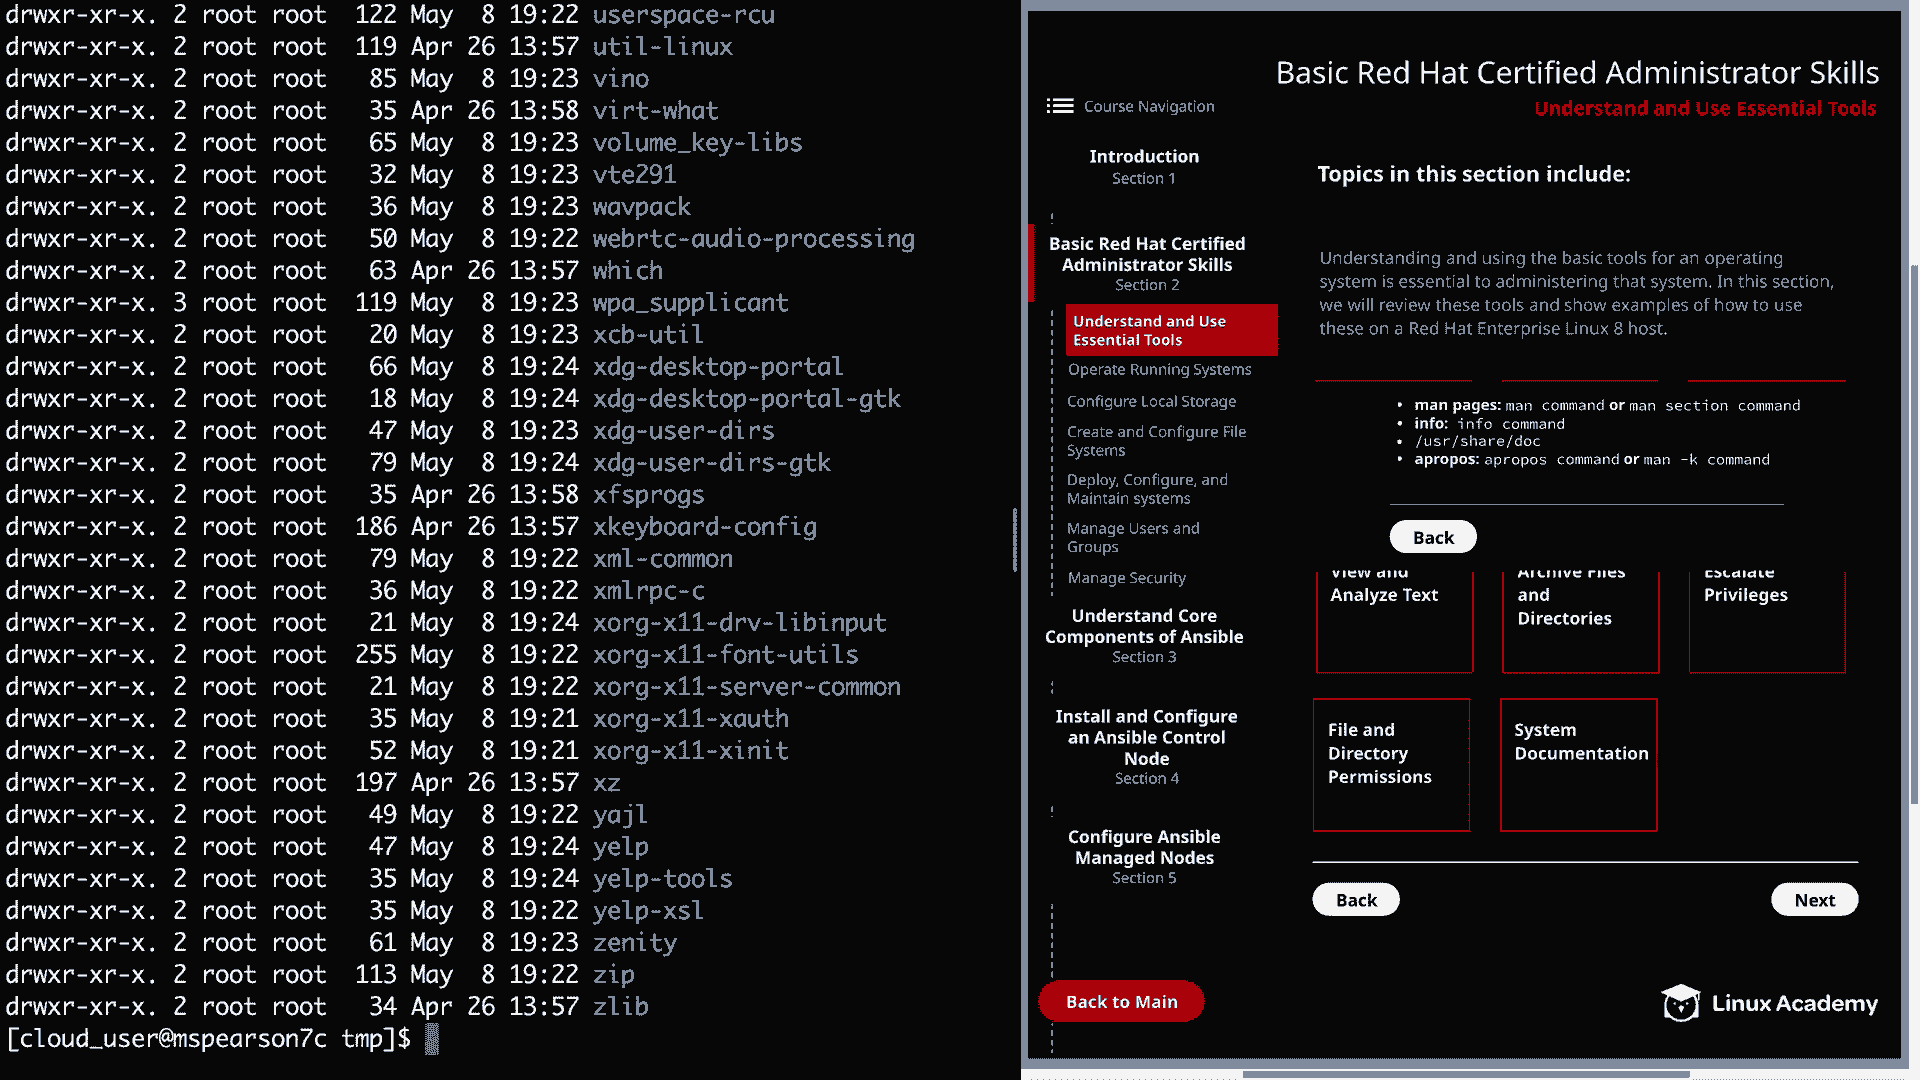 drwxr-xr-x. 2 root root 122 May 8 19:22 userspace-rcu
drwxr-xr-x. 2 root root 119 Apr 26 13:57 util-linux
drwxr-xr-x. 2 root root 85 May 8 19:23 vino
drwxr-xr-x. 2 root root 35 Apr 26 13:58 virt-what
drwxr-xr-x. 2 root root 65 May 8 19:23 volume_key-libs
drwxr-xr-x. 2 root root 32 May 8 19:23 vte291
drwxr-xr-x. 2 root root 36 May 8 19:23 wavpack
drwxr-xr-x. 2 root root 50 May 8 19:22 webrtc-audio-processing
drwxr-xr-x. 2 root root 63 Apr 26 13:57 which
drwxr-xr-x. 3 root root 119 May 8 19:23 wpa_supplicant
drwxr-xr-x. 2 root root 20 May 8 19:23 xcb-util
drwxr-xr-x. 2 root root 66 May 8 19:24 xdg-desktop-portal
drwxr-xr-x. 2 root root 18 May 8 19:24 xdg-desktop-portal-gtk
drwxr-xr-x. 2 root root 47 May 8 19:23 xdg-user-dirs
drwxr-xr-x. 2 root root 79 May 8 19:24 xdg-user-dirs-gtk
drwxr-xr-x. 2 root root 35 Apr 26 13:58 xfsprogs
drwxr-xr-x. 2 root root 186 Apr 26 13:57 xkeyboard-config
drwxr-xr-x. 2 root root 79 May 8 19:22 xml-common
drwxr-xr-x. 2 root root 36 May 8 19:22 xmlrpc-c
drwxr-xr-x. 2 root root 21 May 8 19:24 xorg-x11-drv-libinput
drwxr-xr-x. 2 root root 255 May 8 19:22 xorg-x11-font-utils
drwxr-xr-x. 2 root root 21 May 8 19:22 xorg-x11-server-common
drwxr-xr-x. 2 root root 35 May 8 19:21 xorg-x11-xauth
drwxr-xr-x. 2 root root 52 May 8 19:21 xorg-x11-xinit
drwxr-xr-x. 2 root root 197 Apr 26 13:57 xz
drwxr-xr-x. 2 root root 49 May 8 19:22 yajl
drwxr-xr-x. 2 root root 47 May 8 19:24 yelp
drwxr-xr-x. 2 root root 35 May 8 19:24 yelp-tools
drwxr-xr-x. 2 root root 35 May 8 19:22 yelp-xsl
drwxr-xr-x. 2 root root 61 May 8 19:23 zenity
drwxr-xr-x. 2 root root 113 May 8 19:22 zip
drwxr-xr-x. 2 root root 34 Apr 26 13:57 zlib
[cloud_user@mspearson7c tmp]$
Basic Red Hat Certified Administrator Skills
Understand and Use Essential Tools
Course Navigation
Introduction
Section 1
Basic Red Hat Certified
Administrator Skills
Section 2
Understand and Use
Essential Tools
Operate Running Systems
Configure Local Storage
Create and Configure File
Systems
Deploy, Configure, and
Maintain systems
Manage Users and
Groups
Manage Security
Understand Core
Components of Ansible
Section 3
Install and Configure
an Ansible Control
Node
Section 4
Configure Ansible
Managed Nodes
Section 5
Back to Main
Topics in this section include:
Understanding and using the basic tools for an operating
system is essential to administering that system. In this section,
we will review these tools and show examples of how to use
these on a Red Hat Enterprise Linux 8 host.
• man pages: man command or man section command
• info: info command
• /usr/share/doc
• apropos: apropos command or man -k command
Back
View and
Analyze Text
Archive Files
and
Directories
Escalate
Privileges
File and
Directory
Permissions
System
Documentation
Back
Next
Linux Academy